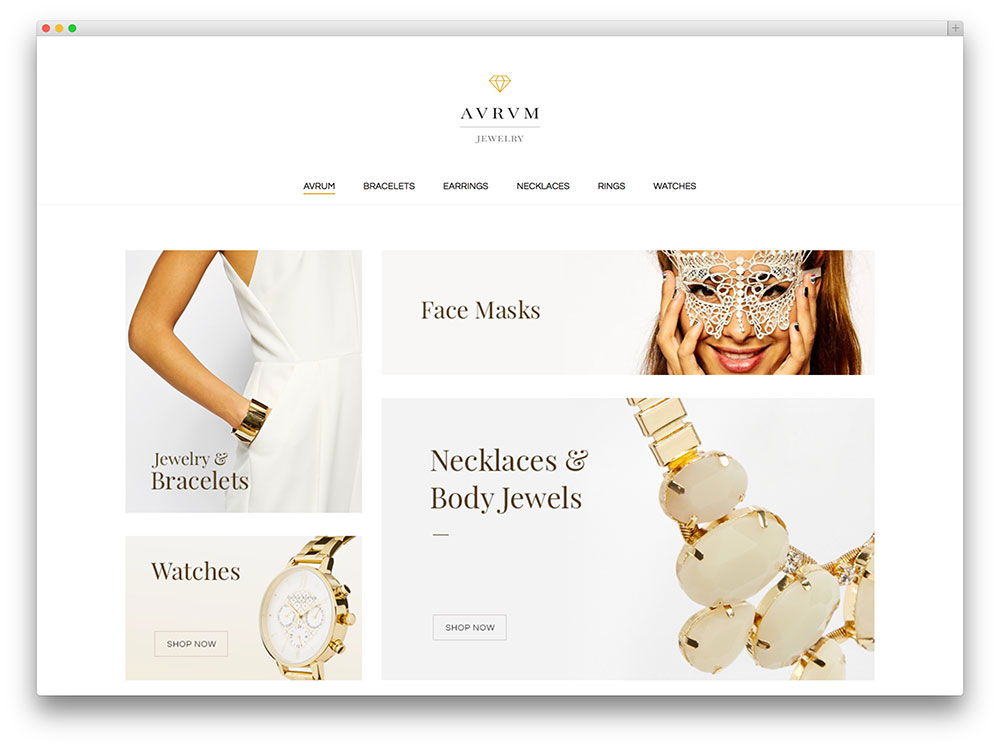 AVRVM
JEWELRY
AVRUM BRACELETS EARRINGS NECKLACES RINGS WATCHES
Jewelry &
Bracelets
Face Masks
Necklaces &
Body Jewels
SHOP NOW
Watches
SHOP NOW